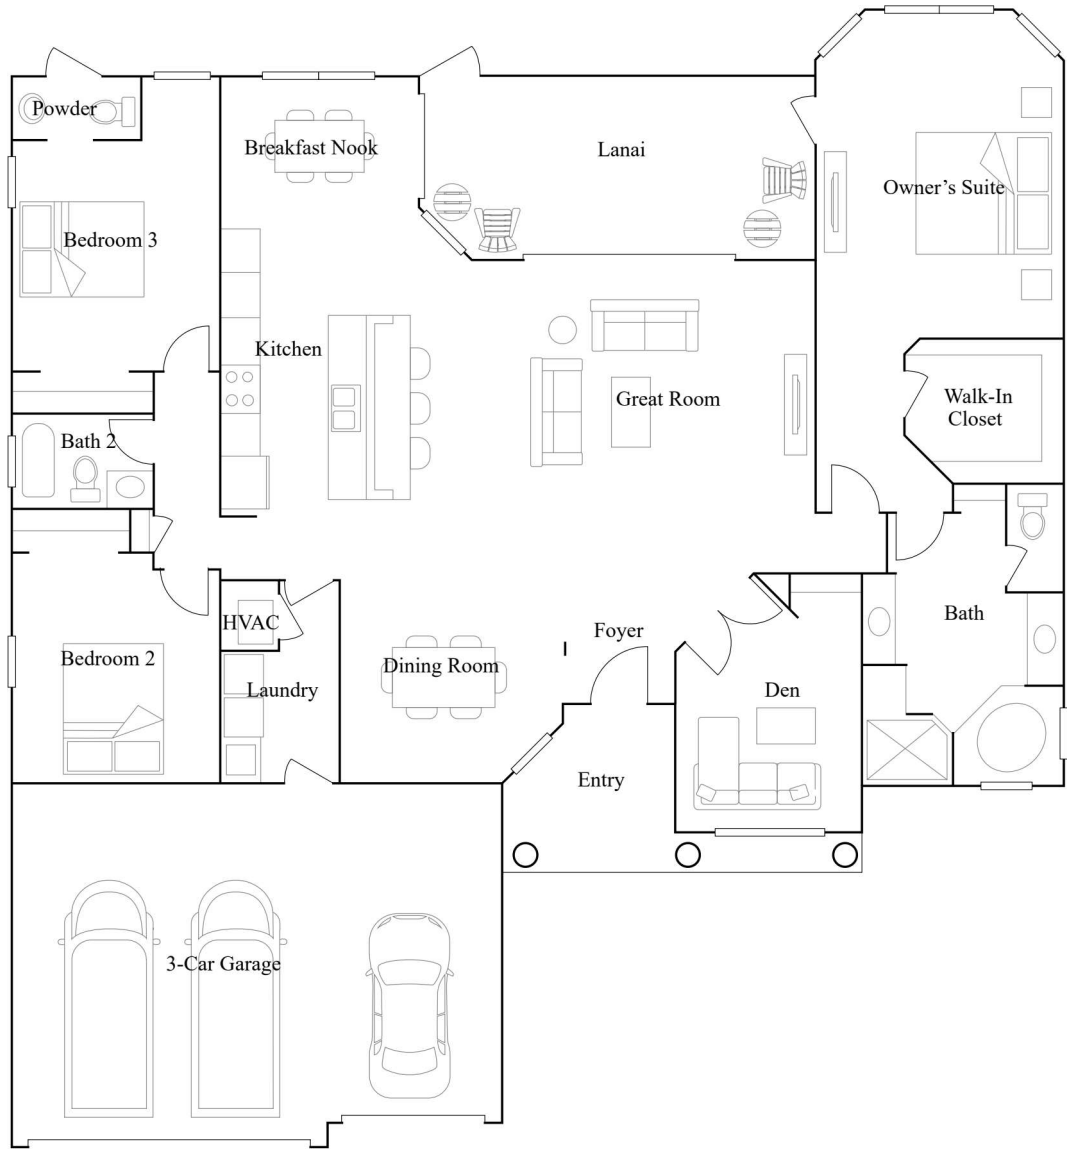 Powder
Breakfast Nook
Lanai
Owner’s Suite
Bedroom 3
Kitchen
Great Room
Walk-In
Closet
Bath 2
HVAC
Foyer
Bath
Bedroom 2
Laundry
Dining Room
Den
Entry
3-Car Garage